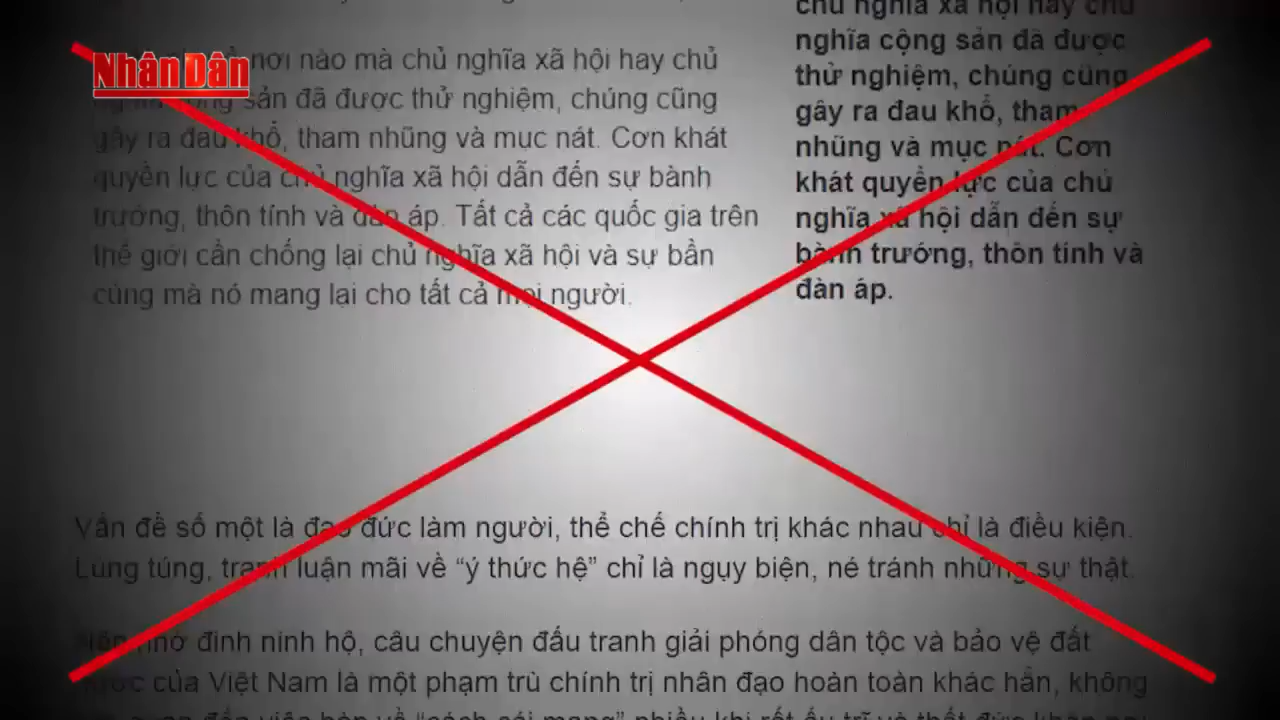 Nhân Dân
nơi nào mà chủ nghĩa xã hội hay chủ
nghĩa cộng sản đã được thử nghiệm, chúng cũng
gây ra đau khổ, tham nhũng và mục nát. Cơn khát
quyền lực của chủ nghĩa xã hội dẫn đến sự bành
trướng, thôn tính và đàn áp. Tất cả các quốc gia trên
thế giới cần chống lại chủ nghĩa xã hội và sự bần
cùng mà nó mang lại cho tất cả mọi người.
chủ nghĩa xã hội hay chủ
nghĩa cộng sản đã được
thử nghiệm, chúng cũng
gây ra đau khổ, tham
nhũng và mục nát. Cơn
khát quyền lực của chủ
nghĩa xã hội dẫn đến sự
bành trướng, thôn tính và
đàn áp.
Vấn đề số một là đạo đức làm người, thể chế chính trị khác nhau chỉ là điều kiện.
Lúng túng, tranh luận mãi về “ý thức hệ” chỉ là ngụy biện, né tránh những sự thật.
Nên nhớ đinh ninh hộ, câu chuyện đấu tranh giải phóng dân tộc và bảo vệ đất
nước của Việt Nam là một phạm trù chính trị nhân đạo hoàn toàn khác hẳn, không